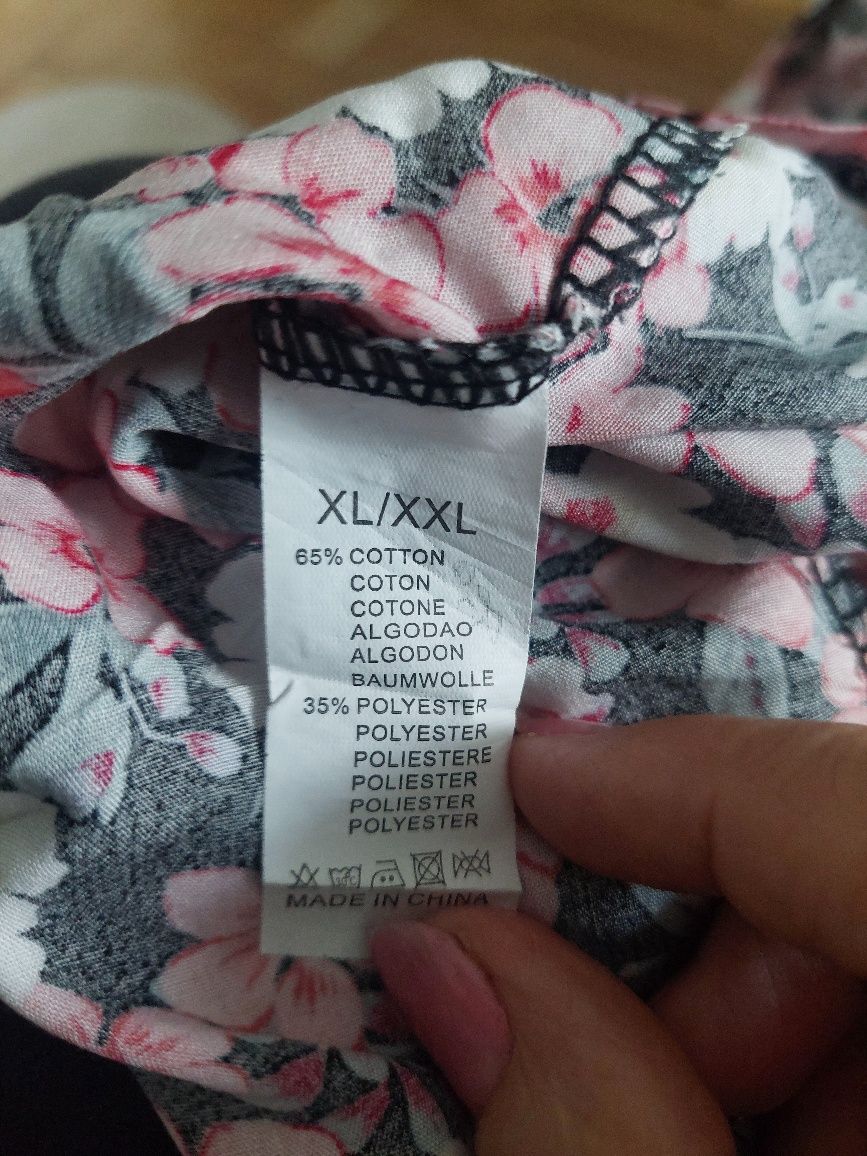 XL/XXL
65% COTTON
COTON
COTONE
ALGODAO
ALGODON
BAUMWOLLE
35% POLYESTER
POLYESTER
POLIESTERE
POLIESTER
POLIESTER
POLYESTER
MADE IN CHINA